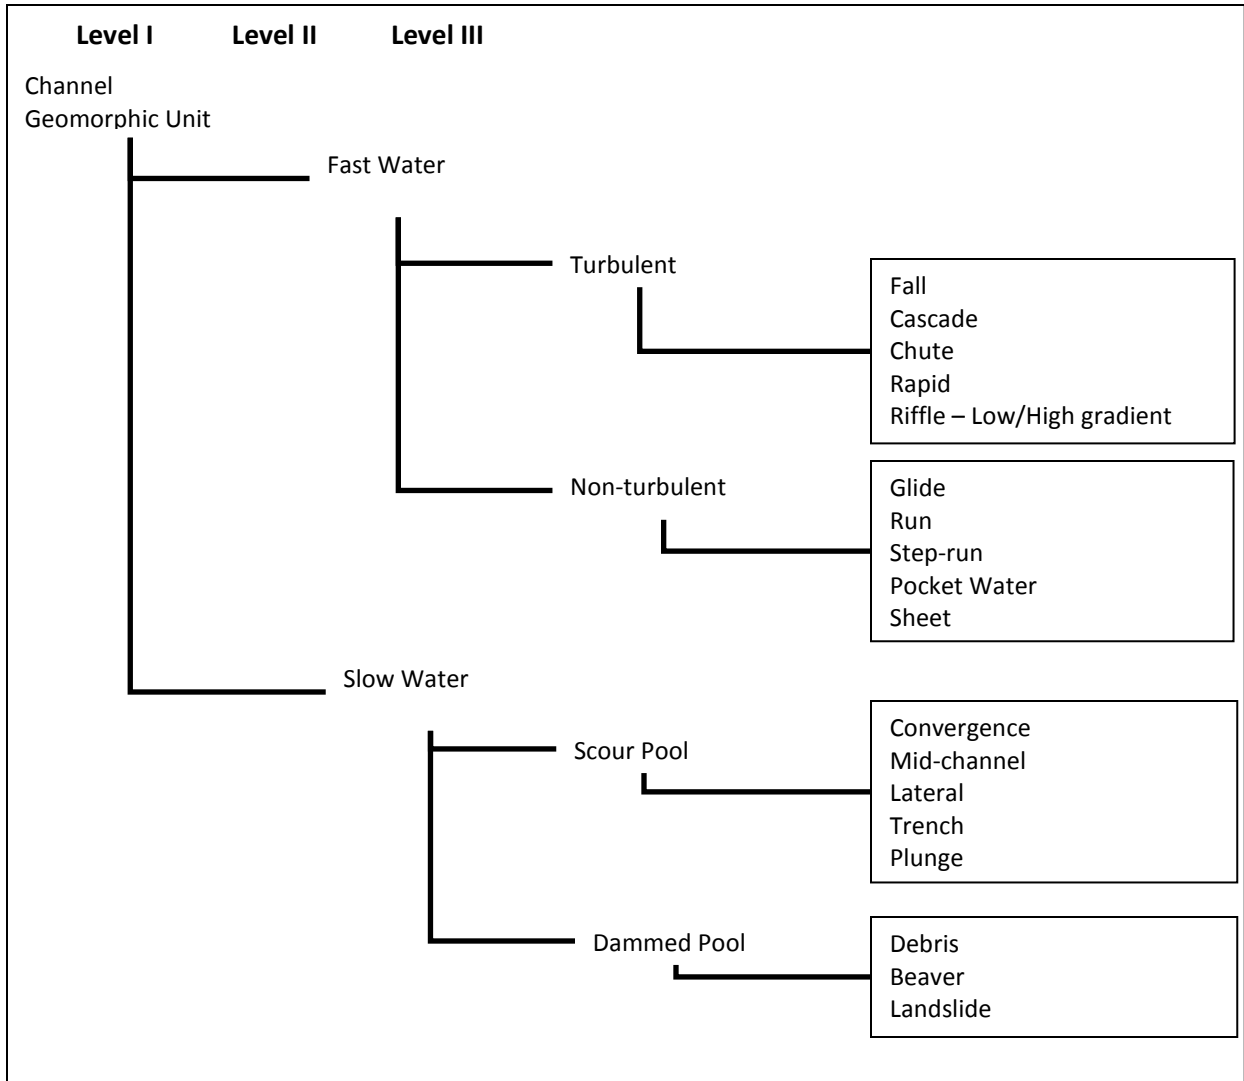 Level I Level II Level III
Channel
Geomorphic Unit
Fast Water
Turbulent
Fall
Cascade
Chute
Rapid
Riffle – Low/High gradient
Non-turbulent
Glide
Run
Step-run
Pocket Water
Sheet
Slow Water
Scour Pool
Convergence
Mid-channel
Lateral
Trench
Plunge
Dammed Pool
Debris
Beaver
Landslide